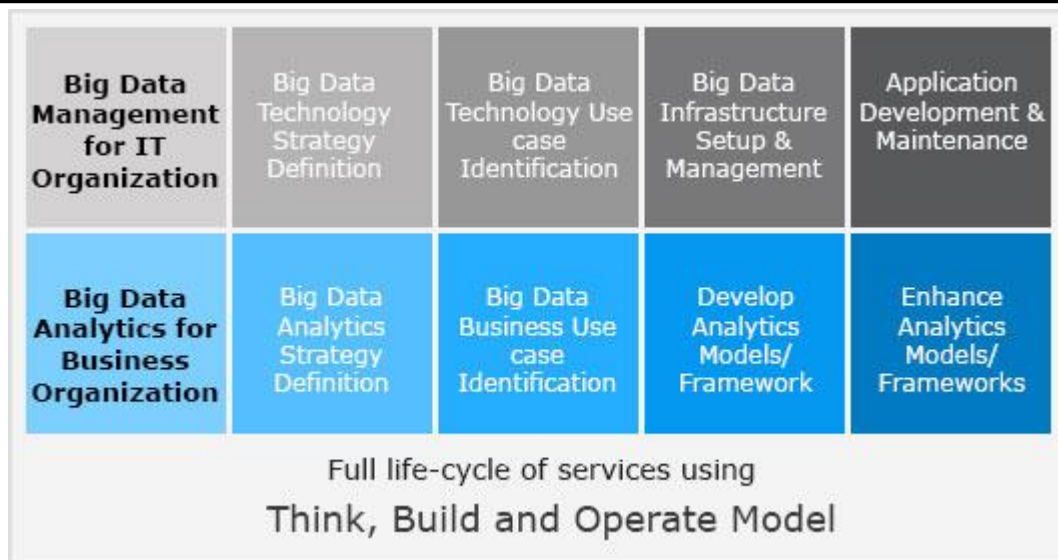 Big Data
Management
for IT
Organization
Big Data
Technology
Strategy
Definition
Big Data
Technology Use
case
Identification
Big Data
Infrastructure
Setup &
Management
Application
Development &
Maintenance
Big Data
Analytics for
Business
Organization
Big Data
Analytics
Strategy
Definition
Big Data
Business Use
case
Identification
Develop
Analytics
Models/
Framework
Enhance
Analytics
Models/
Frameworks
Full life-cycle of services using
Think, Build and Operate Model